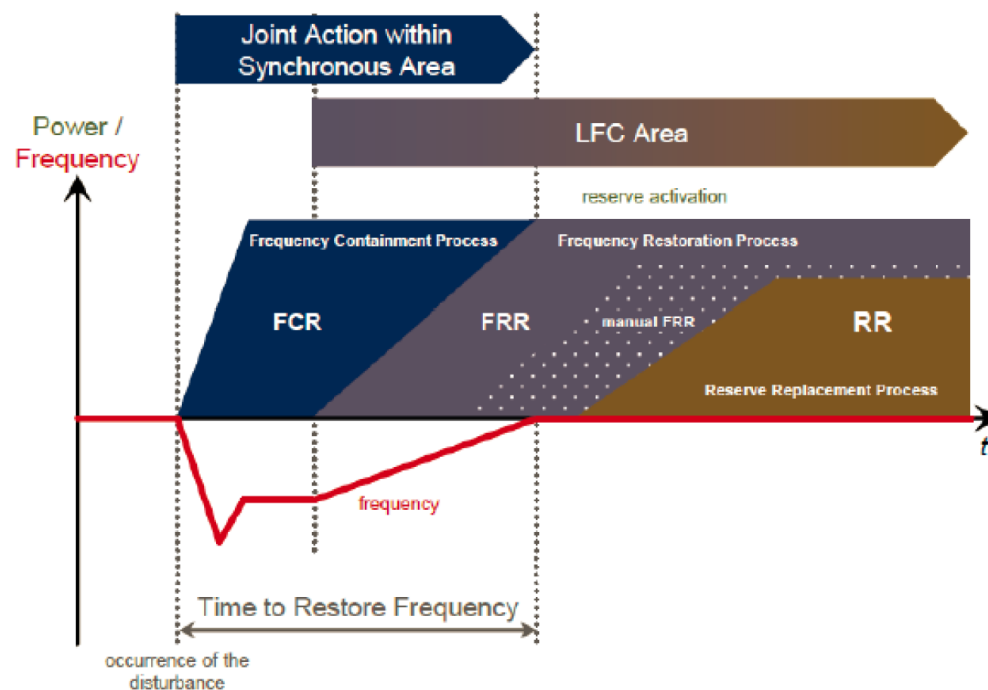 Joint Action within
Synchronous Area
LFC Area
Power /
Frequency
reserve activation
Frequency Containment Process
Frequency Restoration Process
FCR
FRR
manual FRR
RR
Reserve Replacement Process
t
frequency
Time to Restore Frequency
occurrence of the
disturbance